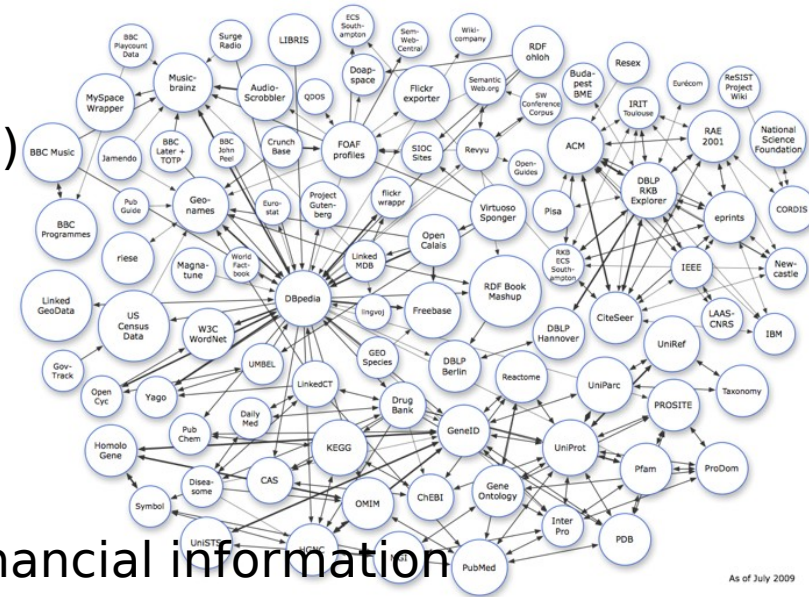 BBC
Playcount
Data
Surge
Radio
LIBRIS
ECS
South-
ampton
Sem-
Web-
Central
Wiki-
company
RDF
ohloh
Resex
Music-
brainz
Doap-
space
Semantic
Web.org
Buda-
pest
BME
Eurécom
ReSIST
Project
Wiki
MySpace
Wrapper
Audio-
Scrobbler
QDOS
Flickr
exporter
SW
Conference
Corpus
IRIT
Toulouse
)
BBC Music
Jamendo
BBC
Later +
TOTP
BBC
John
Peel
Crunch
Base
FOAF
profiles
SIOC
Sites
Revyu
Open-
Guides
ACM
RAE
2001
National
Science
Foundation
DBLP
RKB
Explorer
BBC
Programmes
Pub
Guide
Geo-
names
Euro-
stat
Project
Guten-
berg
flickr
wrappr
Virtuoso
Sponger
Pisa
eprints
CORDIS
riese
Magna-
tune
World
Fact-
book
Linked
MDB
Open
Calais
RKB
ECS
South-
ampton
IEEE
New-
castle
Linked
GeoData
US
Census
Data
DBpedia
lingvoj
Freebase
RDF Book
Mashup
CiteSeer
LAAS-
CNRS
IBM
W3C
WordNet
DBLP
Hannover
Gov-
Track
UMBEL
GEO
Species
DBLP
Berlin
UniRef
Open
Cyc
Yago
LinkedCT
Reactome
UniParc
Taxonomy
Daily
Med
Drug
Bank
PROSITE
Homolo
Gene
Pub
Chem
KEGG
GeneID
UniProt
Pfam
ProDom
Symbol
Disea-
some
CAS
OMIM
ChEBI
Gene
Ontology
Inter
Pro
PDB
UniSTS
HGNC
MGI
PubMed
nancial information
As of July 2009